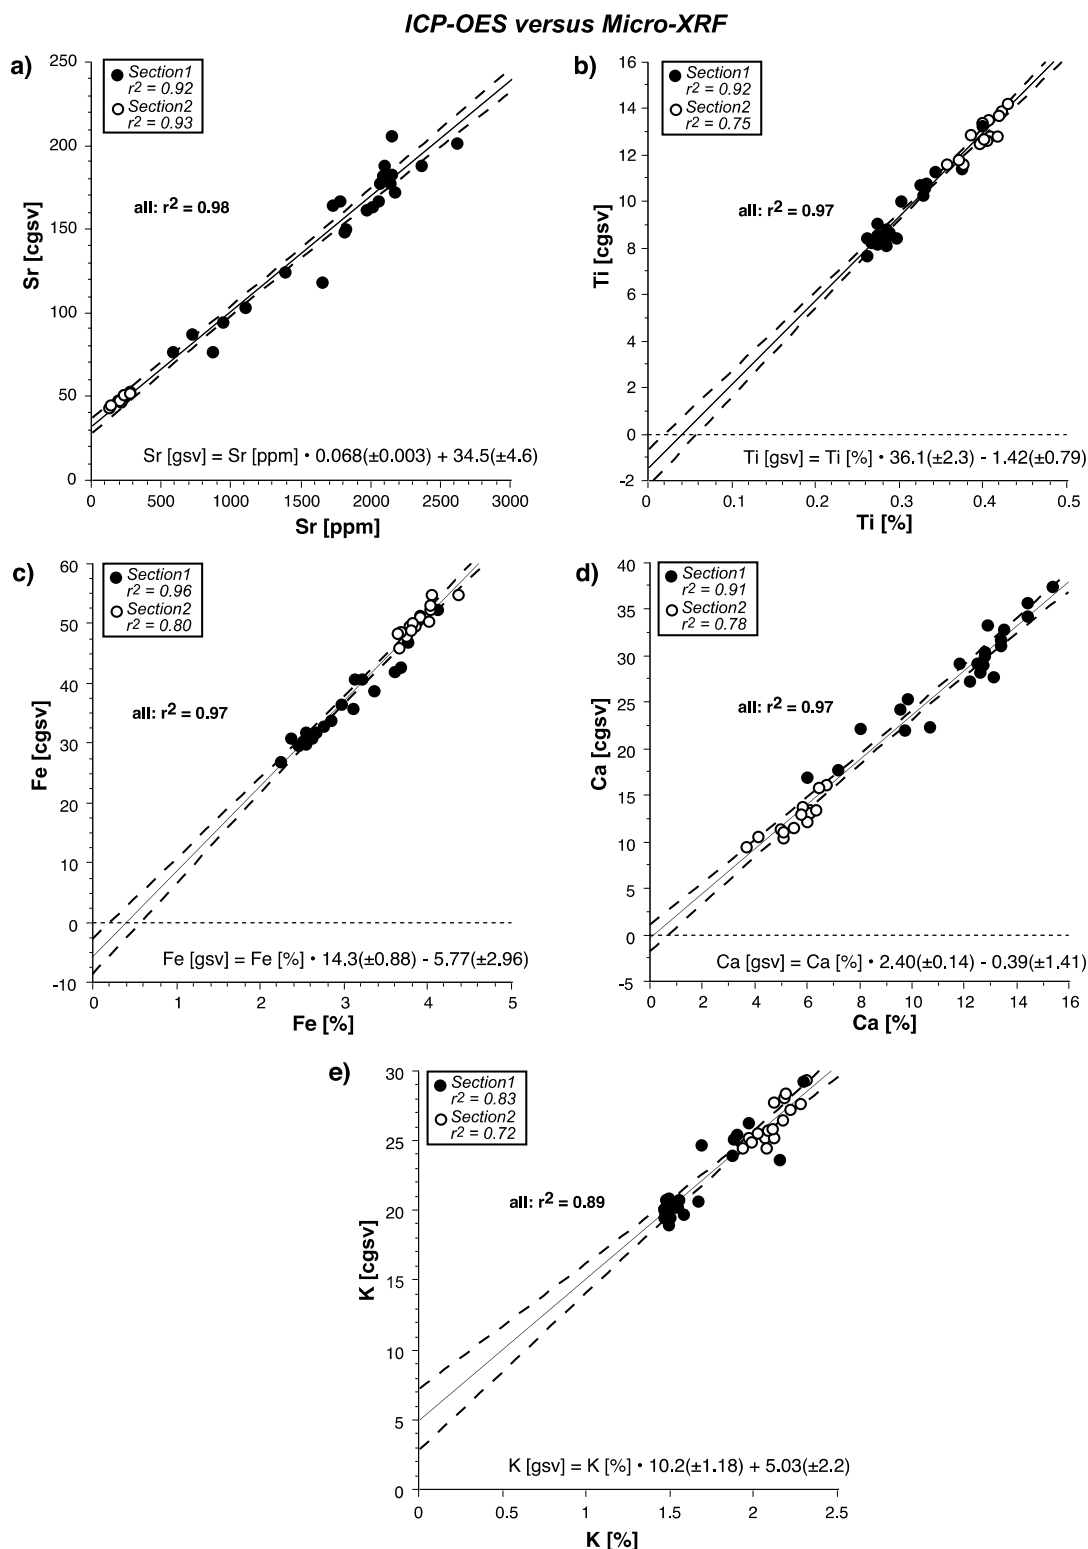 ICP-OES versus Micro-XRF
a)
250
200
150
100
50
0
Sr [cgsv]
Section1
r² = 0.92
Section2
r² = 0.93
all: r² = 0.98
Sr [gsv] = Sr [ppm] • 0.068(±0.003) + 34.5(±4.6)
0 500 1000 1500 2000 2500 3000
Sr [ppm]
b)
16
14
12
10
8
6
4
2
0
-2
Ti [cgsv]
Section1
r² = 0.92
Section2
r² = 0.75
all: r² = 0.97
Ti [gsv] = Ti [%] • 36.1(±2.3) - 1.42(±0.79)
0 0.1 0.2 0.3 0.4 0.5
Ti [%]
c)
60
50
40
30
20
10
0
-10
Fe [cgsv]
Section1
r² = 0.96
Section2
r² = 0.80
all: r² = 0.97
Fe [gsv] = Fe [%] • 14.3(±0.88) - 5.77(±2.96)
0 1 2 3 4 5
Fe [%]
d)
40
35
30
25
20
15
10
5
0
-5
Ca [cgsv]
Section1
r² = 0.91
Section2
r² = 0.78
all: r² = 0.97
Ca [gsv] = Ca [%] • 2.40(±0.14) - 0.39(±1.41)
0 2 4 6 8 10 12 14 16
Ca [%]
e)
30
25
20
15
10
5
0
K [cgsv]
Section1
r² = 0.83
Section2
r² = 0.72
all: r² = 0.89
K [gsv] = K [%] • 10.2(±1.18) + 5.03(±2.2)
0 0.5 1 1.5 2 2.5
K [%]